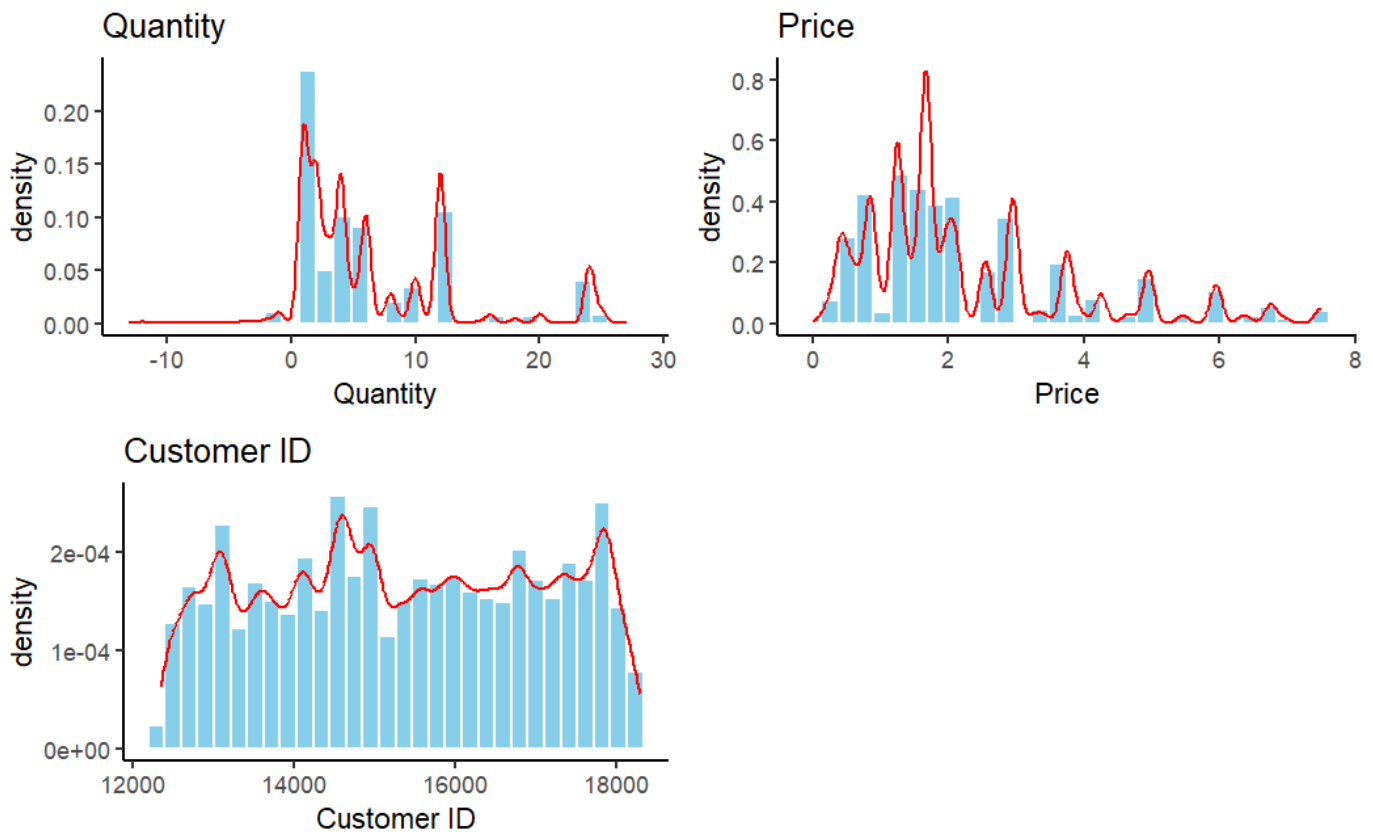 Quantity
density
0.20
0.15
0.10
0.05
0.00
-10 0 10 20 30
Quantity
Price
density
0.8
0.6
0.4
0.2
0.0
0 2 4 6 8
Price
Customer ID
density
2e-04
1e-04
0e+00
12000 14000 16000 18000
Customer ID